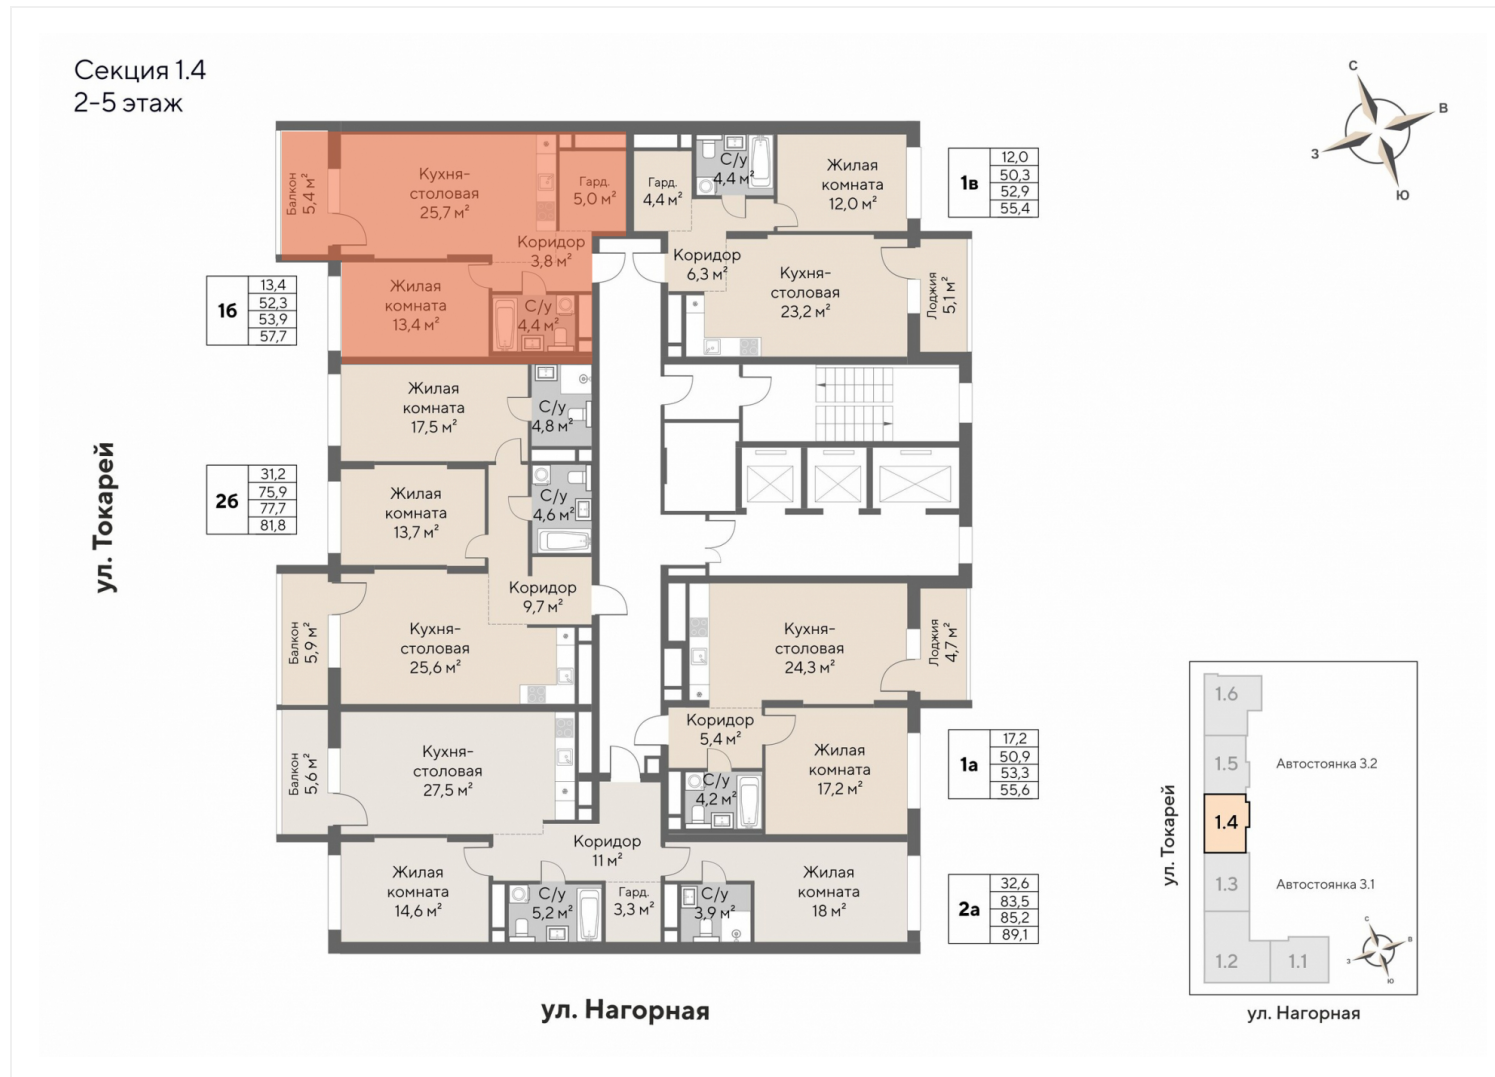 Секция 1.4
2-5 этаж
С
В
З
Ю
Балкон
5,4 м²
Кухня-
столовая
25,7 м²
Гард.
5,0 м²
Коридор
3,8 м²
Жилая
комната
13,4 м²
С/у
4,4 м²
Гард.
4,4 м²
С/у
4,4 м²
Жилая
комната
12,0 м²
Коридор
6,3 м²
Кухня-
столовая
23,2 м²
Лоджия
5,1 м²
1в
12,0
50,3
52,9
55,4
1б
13,4
52,3
53,9
57,7
Жилая
комната
17,5 м²
С/у
4,8 м²
Жилая
комната
13,7 м²
С/у
4,6 м²
2б
31,2
75,9
77,7
81,8
ул. Токарей
Коридор
9,7 м²
Балкон
5,9 м²
Кухня-
столовая
25,6 м²
Кухня-
столовая
24,3 м²
Лоджия
4,7 м²
Балкон
5,6 м²
Кухня-
столовая
27,5 м²
Коридор
5,4 м²
Жилая
комната
17,2 м²
С/у
4,2 м²
1а
17,2
50,9
53,3
55,6
Коридор
11 м²
Жилая
комната
14,6 м²
С/у
5,2 м²
Гард.
3,3 м²
С/у
3,9 м²
Жилая
комната
18 м²
2а
32,6
83,5
85,2
89,1
ул. Нагорная
1.6
1.5
Автостоянка 3.2
1.4
1.3
Автостоянка 3.1
1.2
1.1
С
В
З
Ю
ул. Токарей
ул. Нагорная